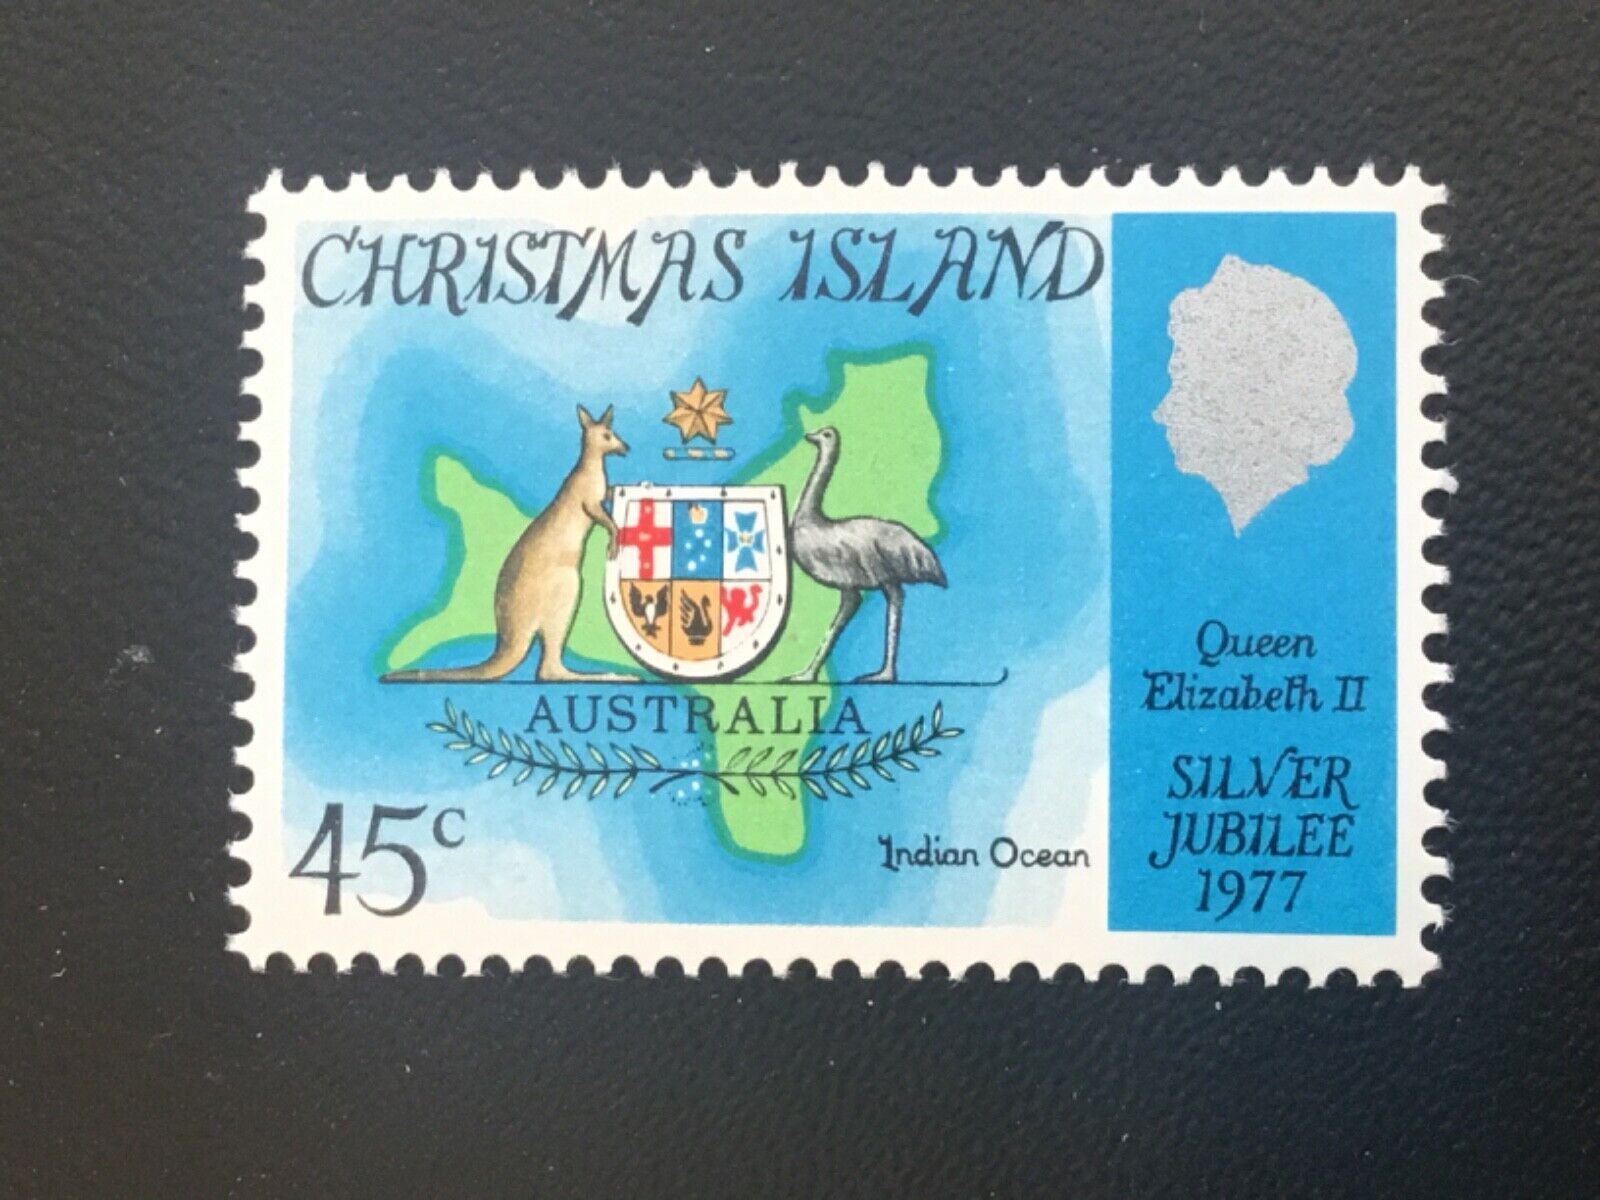 CHRISTMAS ISLAND
AUSTRALIA
45c
Indian Ocean
Queen
Elizabeth II
SILVER
JUBILEE
1977